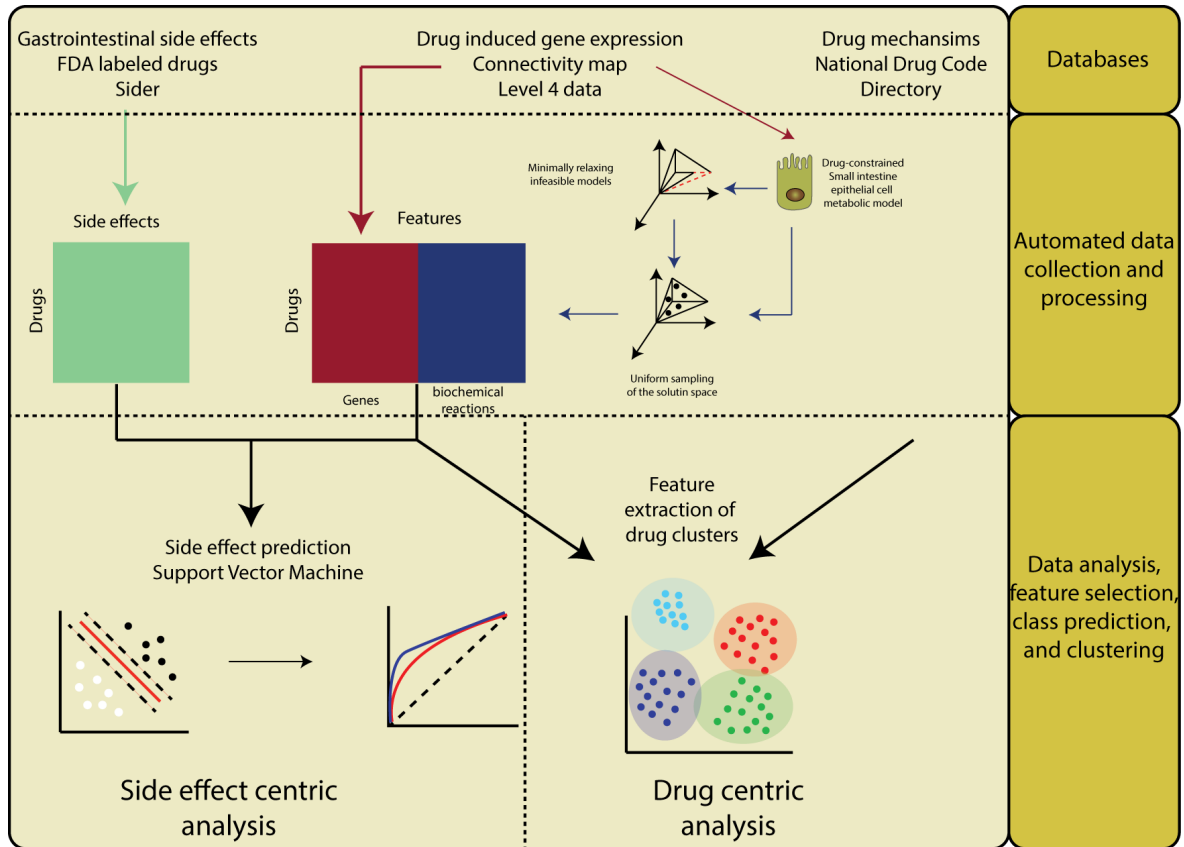 Gastrointestinal side effects
FDA labeled drugs
Sider
Drug induced gene expression
Connectivity map
Level 4 data
Drug mechansims
National Drug Code
Directory
Databases
Minimally relaxing
infeasible models
Drug-constrained
Small intestine
epithelial cell
metabolic model
Side effects
Features
Drugs
Drugs
Genes
biochemical
reactions
Uniform sampling
of the solutin space
Automated data
collection and
processing
Side effect prediction
Support Vector Machine
Feature
extraction of
drug clusters
Data analysis,
feature selection,
class prediction,
and clustering
Side effect centric
analysis
Drug centric
analysis